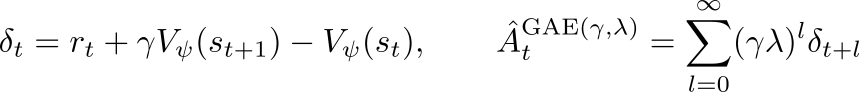 δ_t = r_t + γV_ψ(s_{t+1}) − V_ψ(s_t), Â_t^{GAE(γ,λ)} = ∑_{l=0}^{∞} (γλ)^l δ_{t+l}